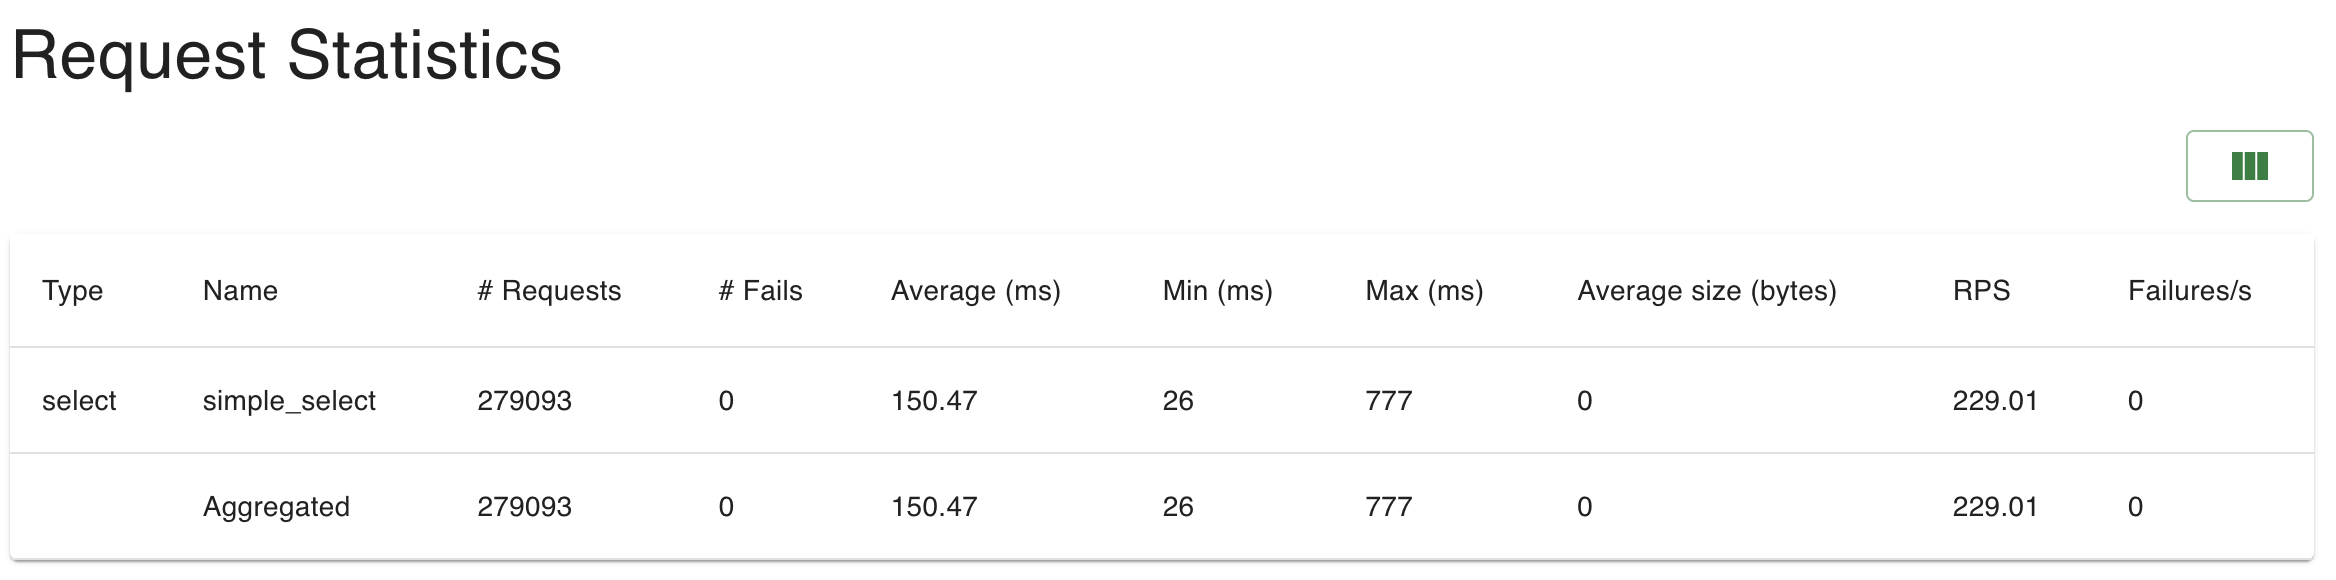 Request Statistics
Type Name # Requests # Fails Average (ms) Min (ms) Max (ms) Average size (bytes) RPS Failures/s
select simple_select 279093 0 150.47 26 777 0 229.01 0
Aggregated 279093 0 150.47 26 777 0 229.01 0